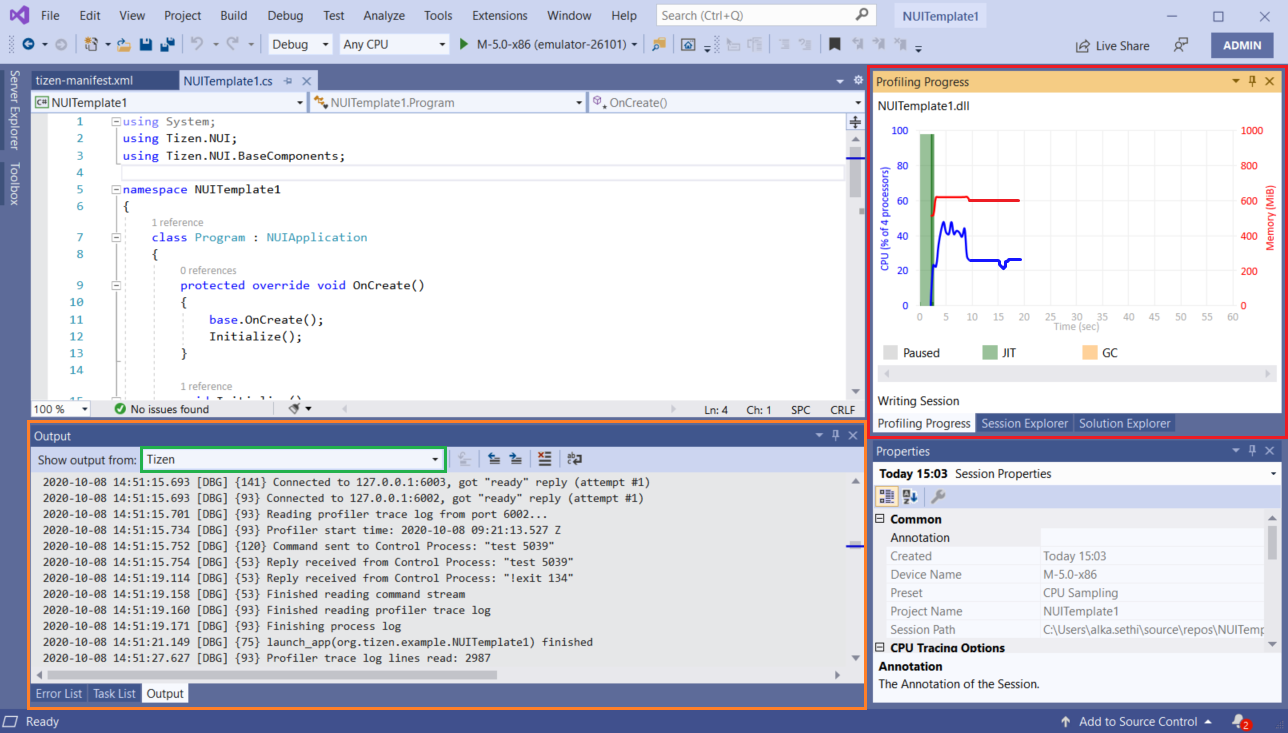 File Edit View Project Build Debug Test Analyze Tools Extensions Window Help Search (Ctrl+Q) NUITemplate1
Debug Any CPU M-5.0-x86 (emulator-26101) Live Share ADMIN
Server Explorer
Toolbox
tizen-manifest.xml NUITemplate1.cs
C# NUITemplate1 NUITemplate1.Program OnCreate()
1 using System;
2 using Tizen.NUI;
3 using Tizen.NUI.BaseComponents;
4
5 namespace NUITemplate1
6 {
1 reference
7 class Program : NUIApplication
8 {
0 references
9 protected override void OnCreate()
10 {
11 base.OnCreate();
12 Initialize();
13 }
14
1 reference
15 void Initialize()
100 % No issues found Ln: 4 Ch: 1 SPC CRLF
Output
Show output from: Tizen
2020-10-08 14:51:15.693 [DBG] {141} Connected to 127.0.0.1:6003, got "ready" reply (attempt #1)
2020-10-08 14:51:15.693 [DBG] {93} Connected to 127.0.0.1:6002, got "ready" reply (attempt #1)
2020-10-08 14:51:15.701 [DBG] {93} Reading profiler trace log from port 6002...
2020-10-08 14:51:15.734 [DBG] {93} Profiler start time: 2020-10-08 09:21:13.527 Z
2020-10-08 14:51:15.752 [DBG] {120} Command sent to Control Process: "test 5039"
2020-10-08 14:51:15.754 [DBG] {53} Reply received from Control Process: "test 5039"
2020-10-08 14:51:19.114 [DBG] {53} Reply received from Control Process: "!exit 134"
2020-10-08 14:51:19.158 [DBG] {53} Finished reading command stream
2020-10-08 14:51:19.160 [DBG] {93} Finished reading profiler trace log
2020-10-08 14:51:19.171 [DBG] {93} Finishing process log
2020-10-08 14:51:21.149 [DBG] {75} launch_app(org.tizen.example.NUITemplate1) finished
2020-10-08 14:51:27.627 [DBG] {93} Profiler trace log lines read: 2987
Error List Task List Output
Profiling Progress
NUITemplate1.dll
100 1000
80 800
60 600
40 400
20 200
0 0
CPU (% of 4 processors)
Memory (MiB)
0 5 10 15 20 25 30 35 40 45 50 55 60
Time (sec)
Paused JIT GC
Writing Session
Profiling Progress Session Explorer Solution Explorer
Properties
Today 15:03 Session Properties
Common
Annotation
Created Today 15:03
Device Name M-5.0-x86
Preset CPU Sampling
Project Name NUITemplate1
Session Path C:\Users\alka.sethi\source\repos\NUITemp
CPU Tracing Options
Annotation
The Annotation of the Session.
Ready Add to Source Control 2